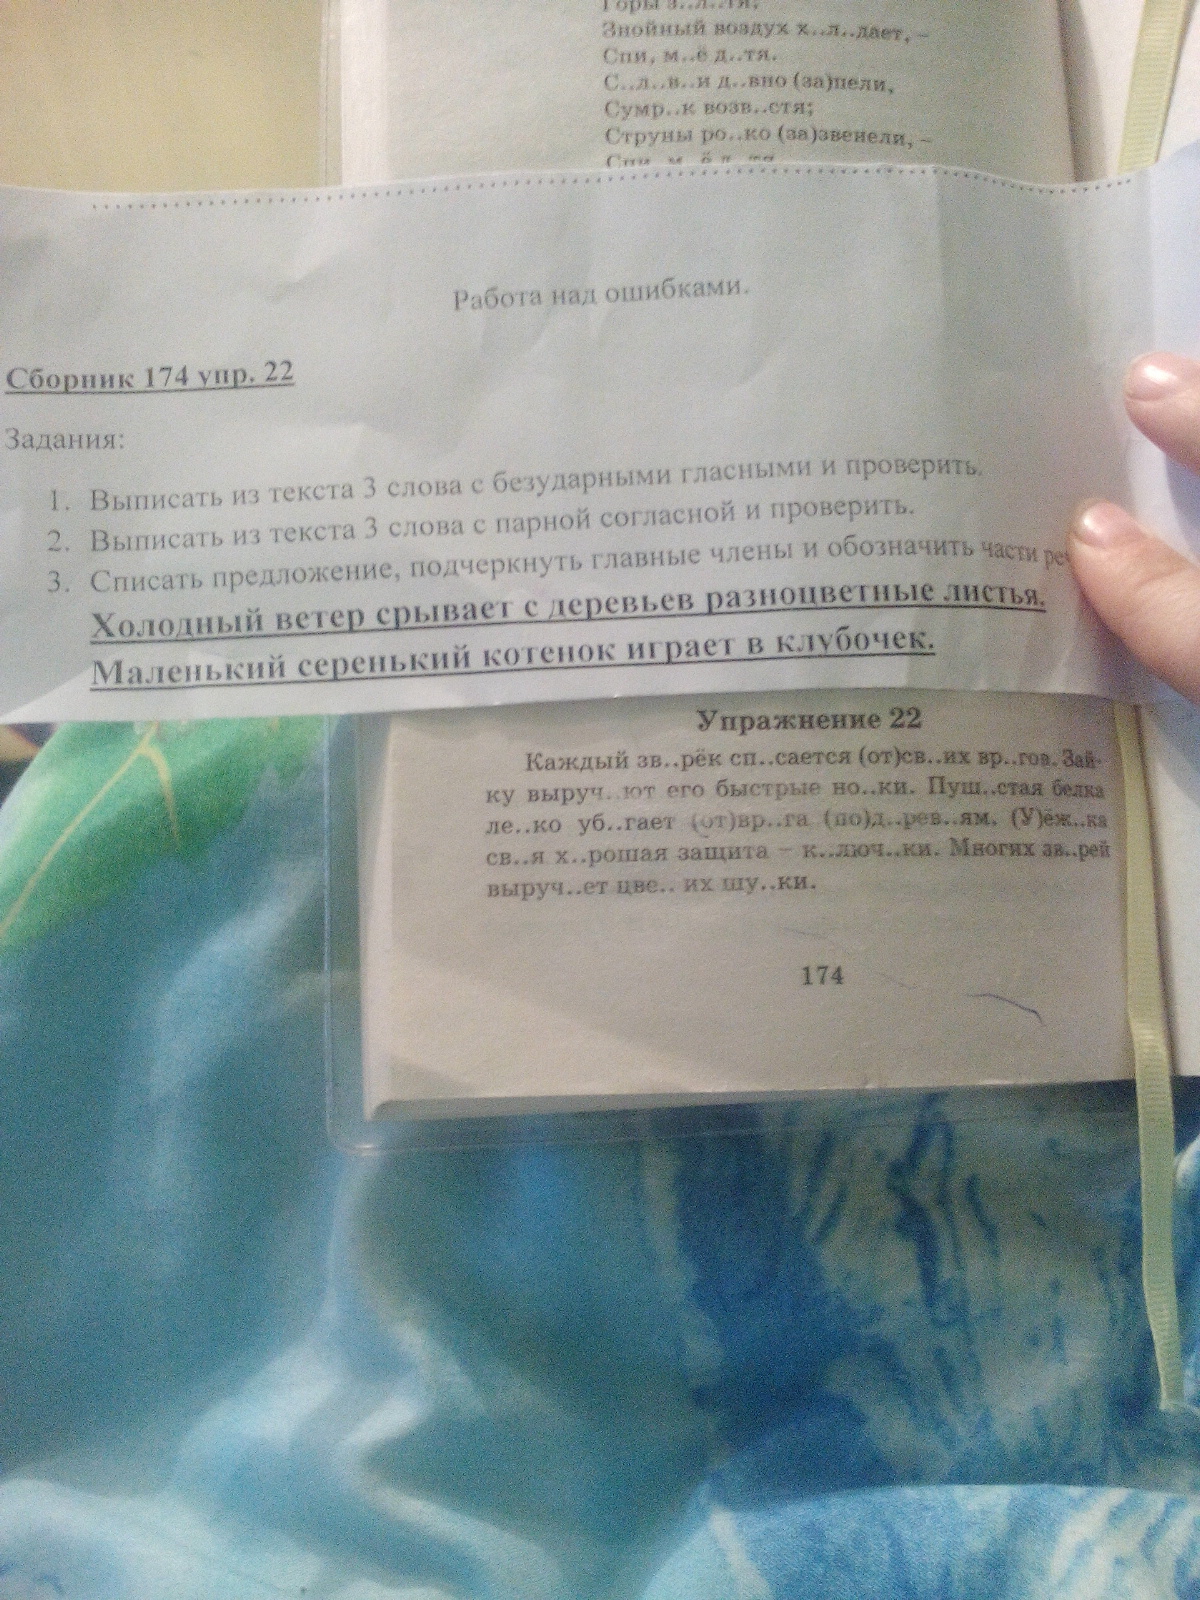 Горы з..л..тя;
Знойный воздух х..л..дает, –
Спи, м..ё д..тя.
С..л..в..и д..вно (за)пели,
Сумр..к возв..стя;
Струны ро..ко (за)звенели, –
Спи, м..ё д..тя
Работа над ошибками.
Сборник 174 упр. 22
Задания:
1. Выписать из текста 3 слова с безударными гласными и проверить.
2. Выписать из текста 3 слова с парной согласной и проверить.
3. Списать предложение, подчеркнуть главные члены и обозначить части ре
Холодный ветер срывает с деревьев разноцветные листья.
Маленький серенький котенок играет в клубочек.
Упражнение 22
Каждый зв..рёк сп..сается (от)св..их вр..гов. Зай-
ку выруч..ют его быстрые но..ки. Пуш..стая белка
ле..ко уб..гает (от)вр..га (по)д..рев..ям. (У)ёж..ка
св..я х..рошая защита – к..люч..ки. Многих зв..рей
выруч..ет цве.. их шу..ки.
174